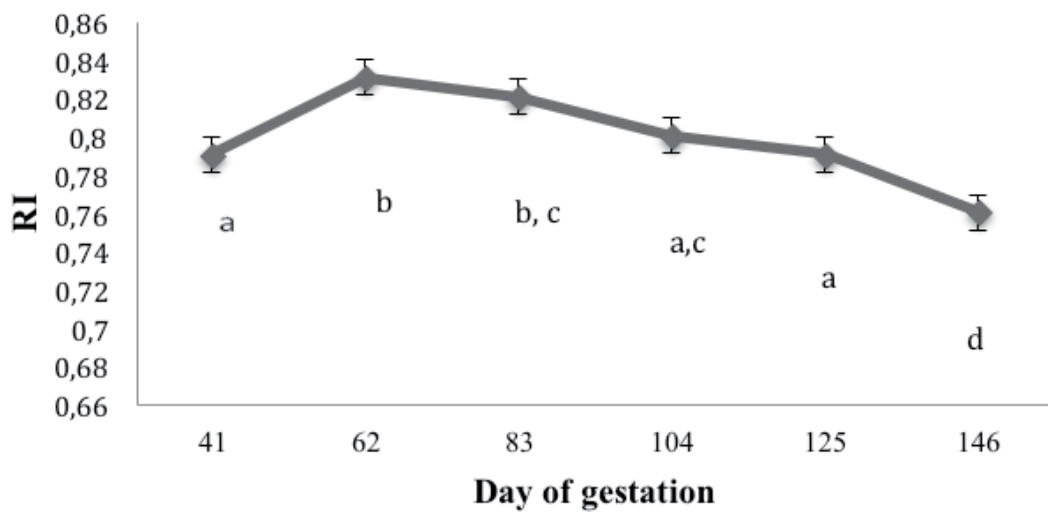 0,86
0,84
0,82
0,8
0,78
0,76
0,74
0,72
0,7
0,68
0,66
RI
a
b
b, c
a,c
a
d
41 62 83 104 125 146
Day of gestation